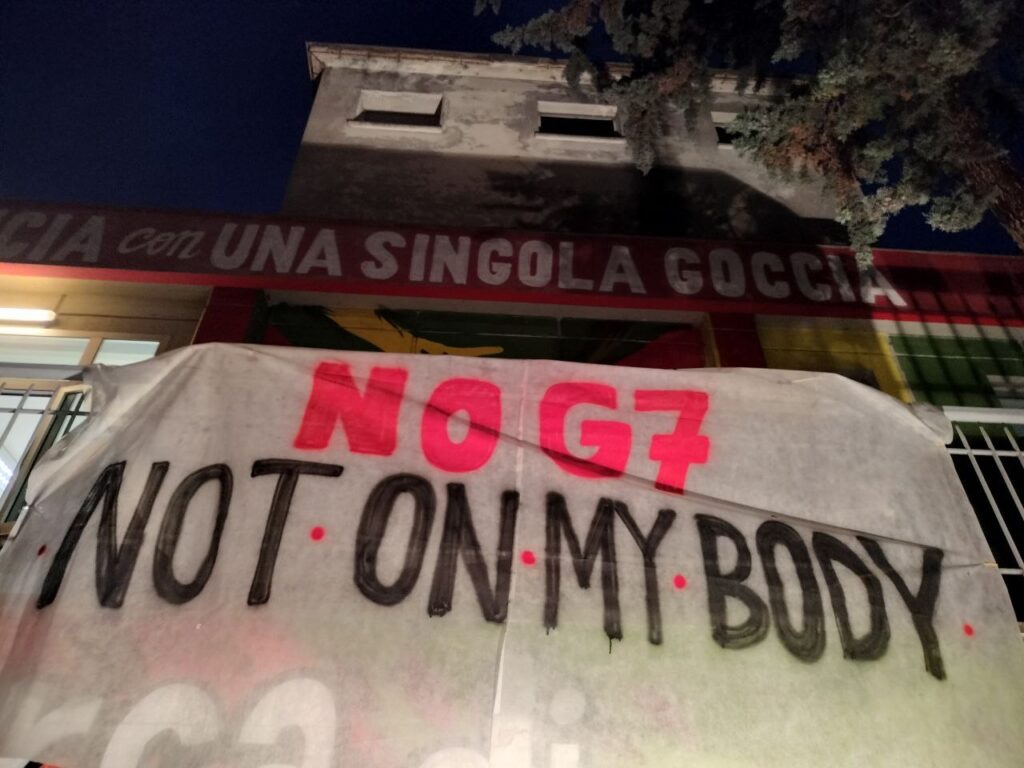 CIA con UNA SINGOLA GOCCIA
NO G7
NOT•ON•MY•BODY•